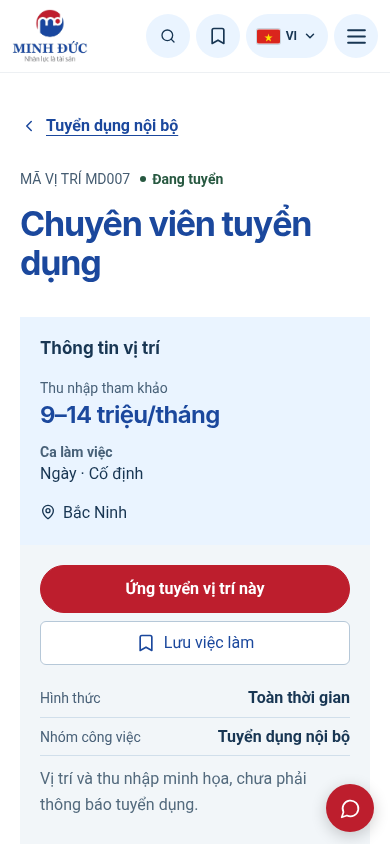 MINH ĐỨC
Nhân lực là tài sản
VI
Tuyển dụng nội bộ
MÃ VỊ TRÍ MD007
Đang tuyển
Chuyên viên tuyển
dụng
Thông tin vị trí
Thu nhập tham khảo
9–14 triệu/tháng
Ca làm việc
Ngày · Cố định
Bắc Ninh
Ứng tuyển vị trí này
Lưu việc làm
Hình thức
Toàn thời gian
Nhóm công việc
Tuyển dụng nội bộ
Vị trí và thu nhập minh họa, chưa phải
thông báo tuyển dụng.